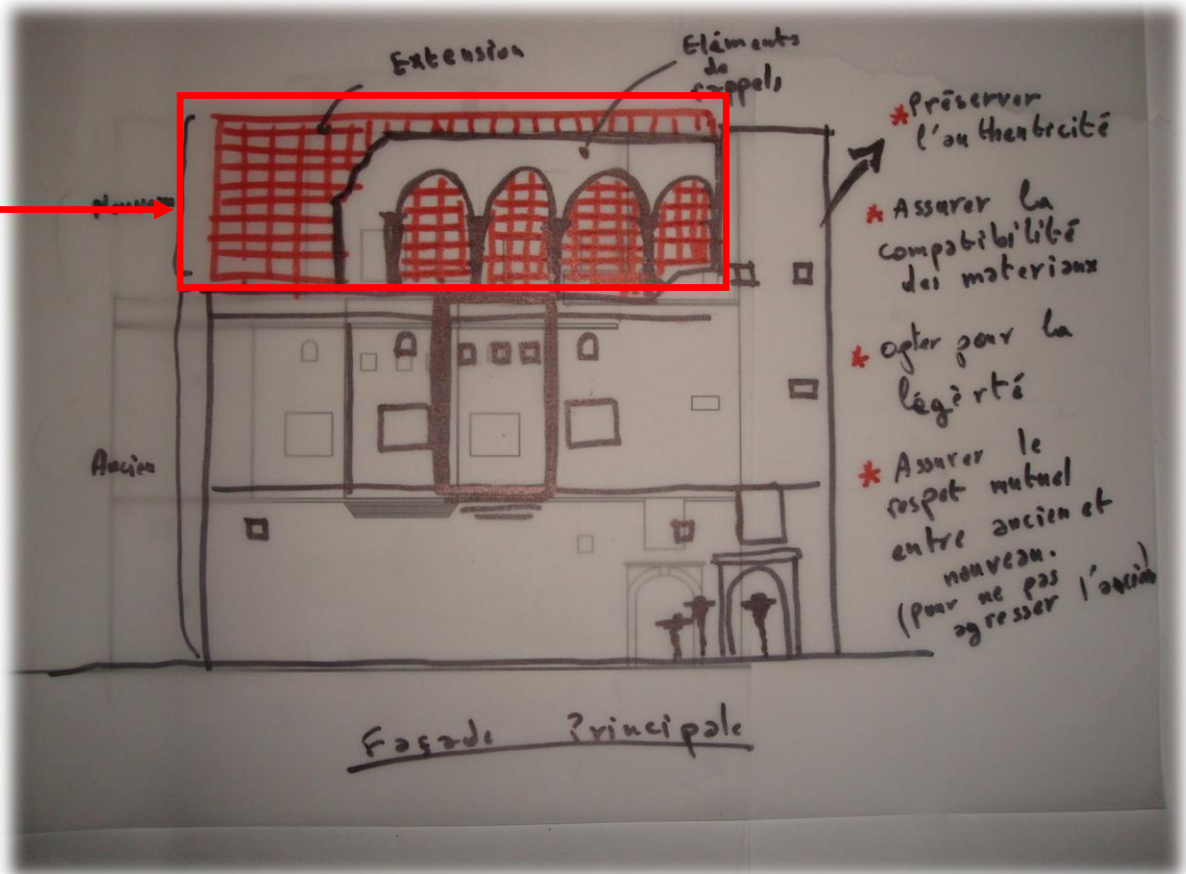 Extension
Eléments
de
rappels
Nouveau
Ancien
* Préserver
l'authenticité
* Assurer la
compatibilité
des materiaux
* opter pour la
légèrté
* Assurer le
respet mutuel
entre ancien et
nouveau.
(pour ne pas
agresser l'ancien)
Façade Principale